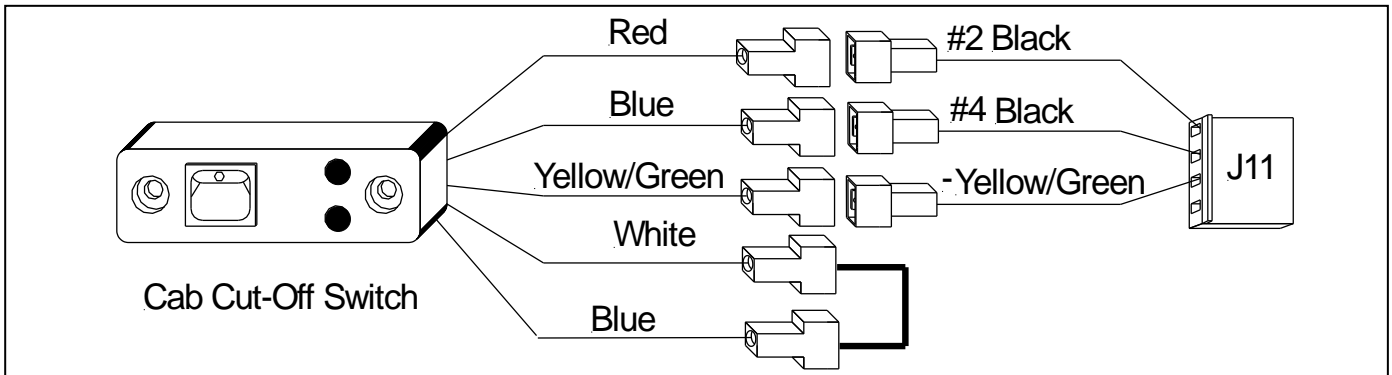 Red
#2 Black
Blue
#4 Black
Yellow/Green
-Yellow/Green
J11
White
Cab Cut-Off Switch
Blue